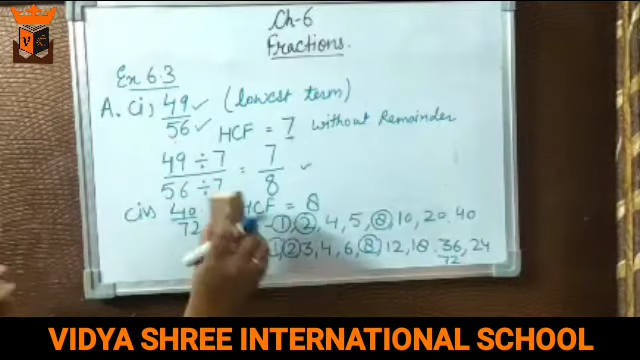 V S
Ch-6
Fractions.
Ex 6.3
A. (i) 49/56 (lowest term)
HCF = 7 without Remainder
49 ÷ 7 / 56 ÷ 7 = 7/8
(ii) 40/72 HCF = 8
1, 2, 4, 5, 8, 10, 20, 40
1, 2 3, 4, 6, 8, 12, 18, 36, 24
72
VIDYA SHREE INTERNATIONAL SCHOOL